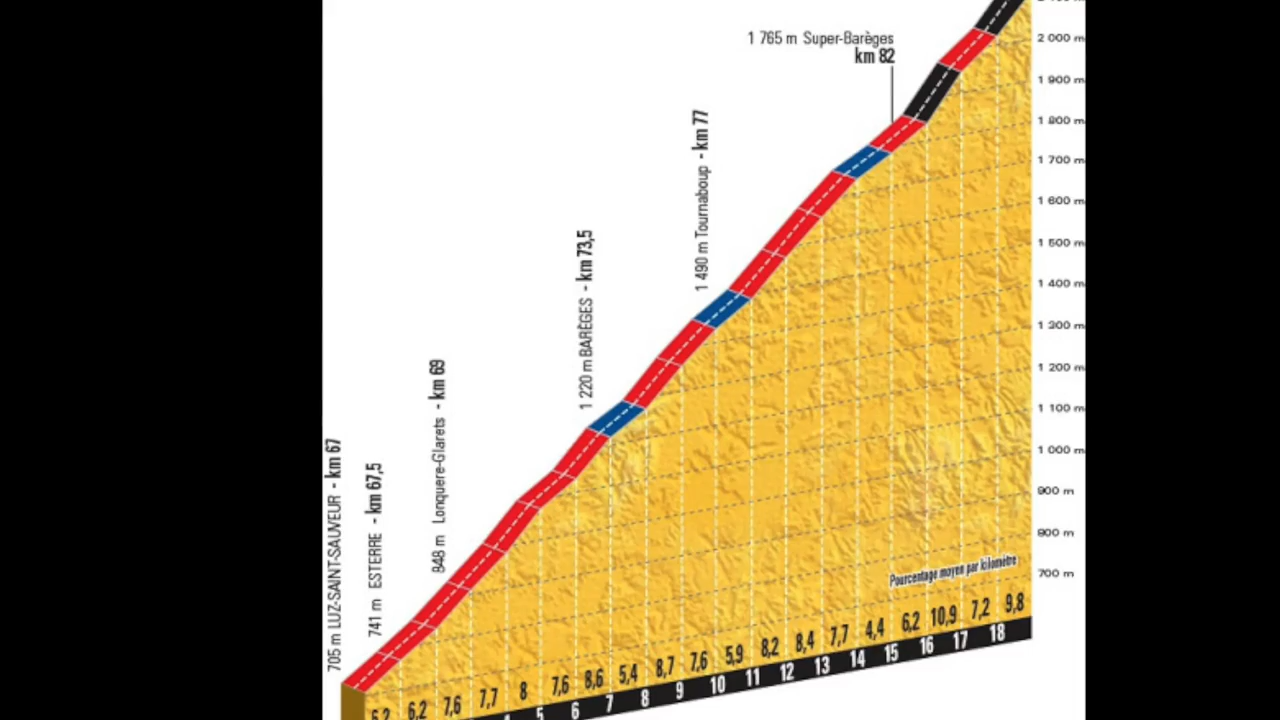 1 765 m Super-Barèges
km 82
1 490 m Tournaboup - km 77
1 220 m BARÈGES - km 73,5
848 m Lonquere-Glarets - km 69
741 m ESTERRE - km 67,5
705 m LUZ-SAINT-SAUVEUR - km 67
2 000 m
1 900 m
1 800 m
1 700 m
1 600 m
1 500 m
1 400 m
1 300 m
1 200 m
1 100 m
1 000 m
900 m
800 m
700 m
Pourcentage moyen par kilomètre
6,2 6,2 7,6 7,7 8 7,6 8,6 5,4 8,7 7,6 5,9 8,2 8,4 7,7 4,4 6,2 10,9 7,2 9,8
5 6 7 8 9 10 11 12 13 14 15 16 17 18